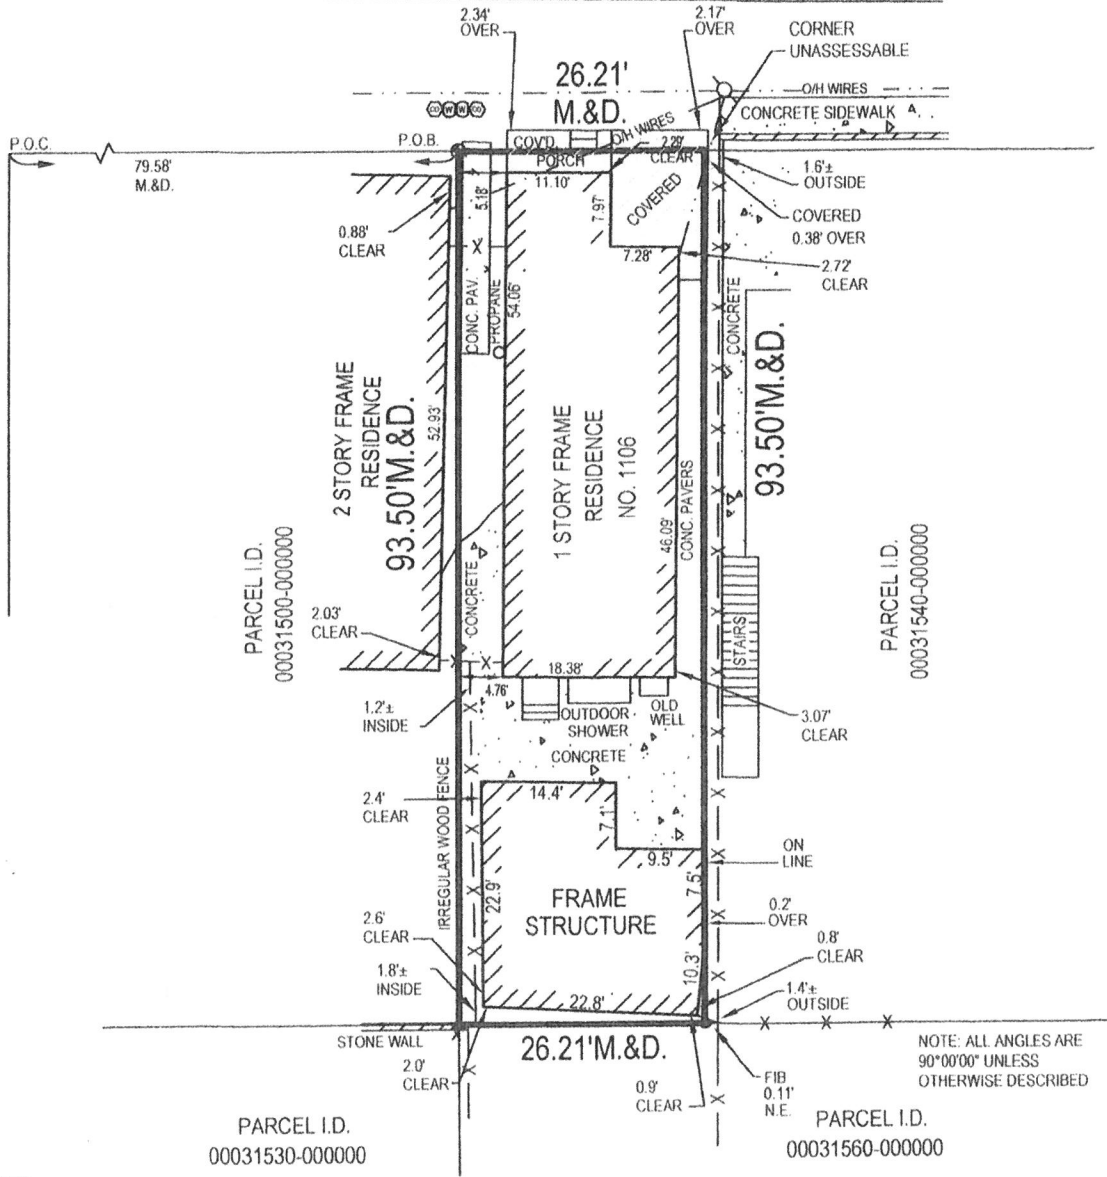 2.34'
OVER
2.17'
OVER
CORNER
UNASSESSABLE
26.21'
M.&D.
O/H WIRES
CONCRETE SIDEWALK
O/H WIRES
P.O.C.
P.O.B.
79.58'
M.&D.
COV'D.
PORCH
2.29'
CLEAR
11.10'
1.6'±
OUTSIDE
COVERED
COVERED
0.38' OVER
5.18'
7.97'
7.28'
0.88'
CLEAR
2.72'
CLEAR
CONC. PAV.
PROPANE
54.06'
CONCRETE
2 STORY FRAME
RESIDENCE
52.93'
93.50'M.&D.
1 STORY FRAME
RESIDENCE
NO. 1106
46.09'
CONC. PAVERS
93.50'M.&D.
PARCEL I.D.
00031500-000000
PARCEL I.D.
00031540-000000
CONCRETE
STAIRS
2.03'
CLEAR
18.38'
4.76'
1.2'±
INSIDE
OUTDOOR
SHOWER
OLD
WELL
3.07'
CLEAR
CONCRETE
IRREGULAR WOOD FENCE
2.4'
CLEAR
14.4'
7.1'
9.5'
ON
LINE
22.9'
7.5'
FRAME
STRUCTURE
0.2'
OVER
2.6'
CLEAR
0.8'
CLEAR
10.3'
1.8'±
INSIDE
1.4'±
OUTSIDE
22.8'
STONE WALL
26.21'M.&D.
NOTE: ALL ANGLES ARE
90°00'00" UNLESS
OTHERWISE DESCRIBED
2.0'
CLEAR
0.9'
CLEAR
FIB
0.11'
N.E.
PARCEL I.D.
00031530-000000
PARCEL I.D.
00031560-000000